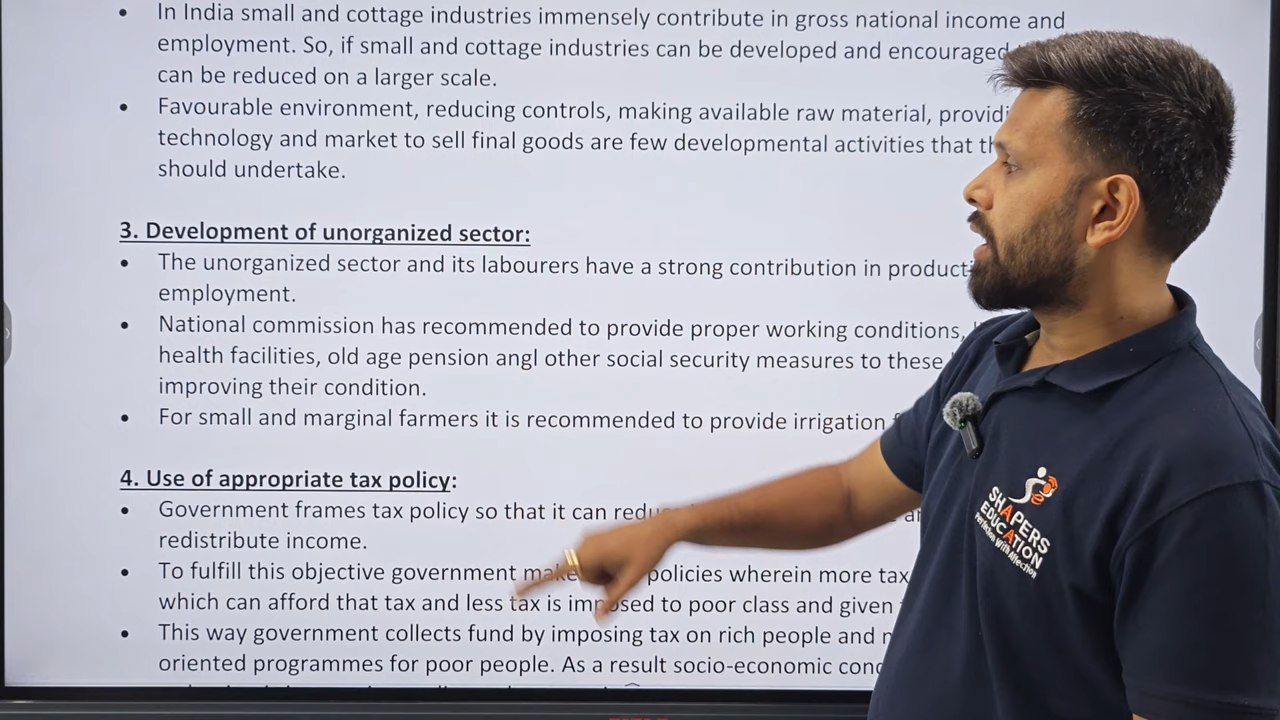 • In India small and cottage industries immensely contribute in gross national income and
employment. So, if small and cottage industries can be developed and encouraged
can be reduced on a larger scale.
• Favourable environment, reducing controls, making available raw material,
technology and market to sell final goods are few developmental activities that
should undertake.
3. Development of unorganized sector:
• The unorganized sector and its labourers have a strong contribution in
employment.
• National commission has recommended to provide proper working conditions,
health facilities, old age pension angl other social security measures to these
improving their condition.
• For small and marginal farmers it is recommended to provide irrigation
4. Use of appropriate tax policy:
• Government frames tax policy so that it can
redistribute income.
• To fulfill this objective government policies wherein more tax
which can afford that tax and less tax is imposed to poor class and given
• This way government collects fund by imposing tax on rich people and
oriented programmes for poor people. As a result socio-economic
SHAPERS
EDUCATION
Perfection with Affection